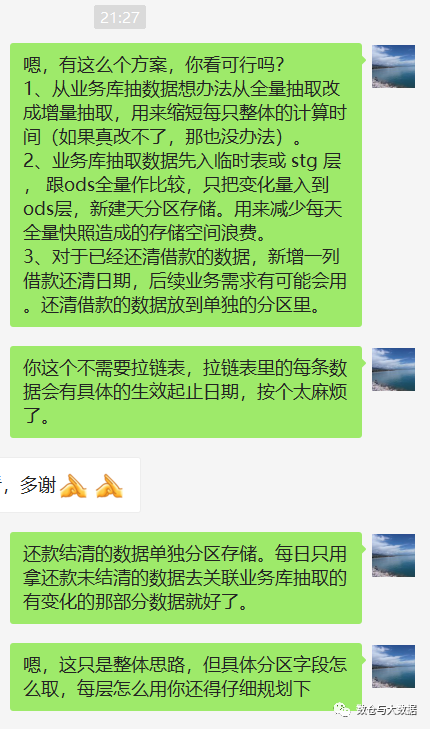 21:27
嗯，有这么个方案，你看可行吗？
1、从业务库抽数据想办法从全量抽取改
成增量抽取，用来缩短每只整体的计算时
间（如果真改不了，那也没办法）。
2、业务库抽取数据先入临时表或 stg 层
，跟ods全量作比较，只把变化量入到
ods层，新建天分区存储。用来减少每天
全量快照造成的存储空间浪费。
3、对于已经还清借款的数据，新增一列
借款还清日期，后续业务需求有可能会用
。还清借款的数据放到单独的分区里。
你这个不需要拉链表，拉链表里的每条数
据会有具体的生效起止日期，按个太麻烦
了。
，多谢
还款结清的数据单独分区存储。每日只用
拿还款未结清的数据去关联业务库抽取的
有变化的那部分数据就好了。
嗯，这只是整体思路，但具体分区字段怎
么取，每层怎么用你还得仔细规划下
数仓与大数据